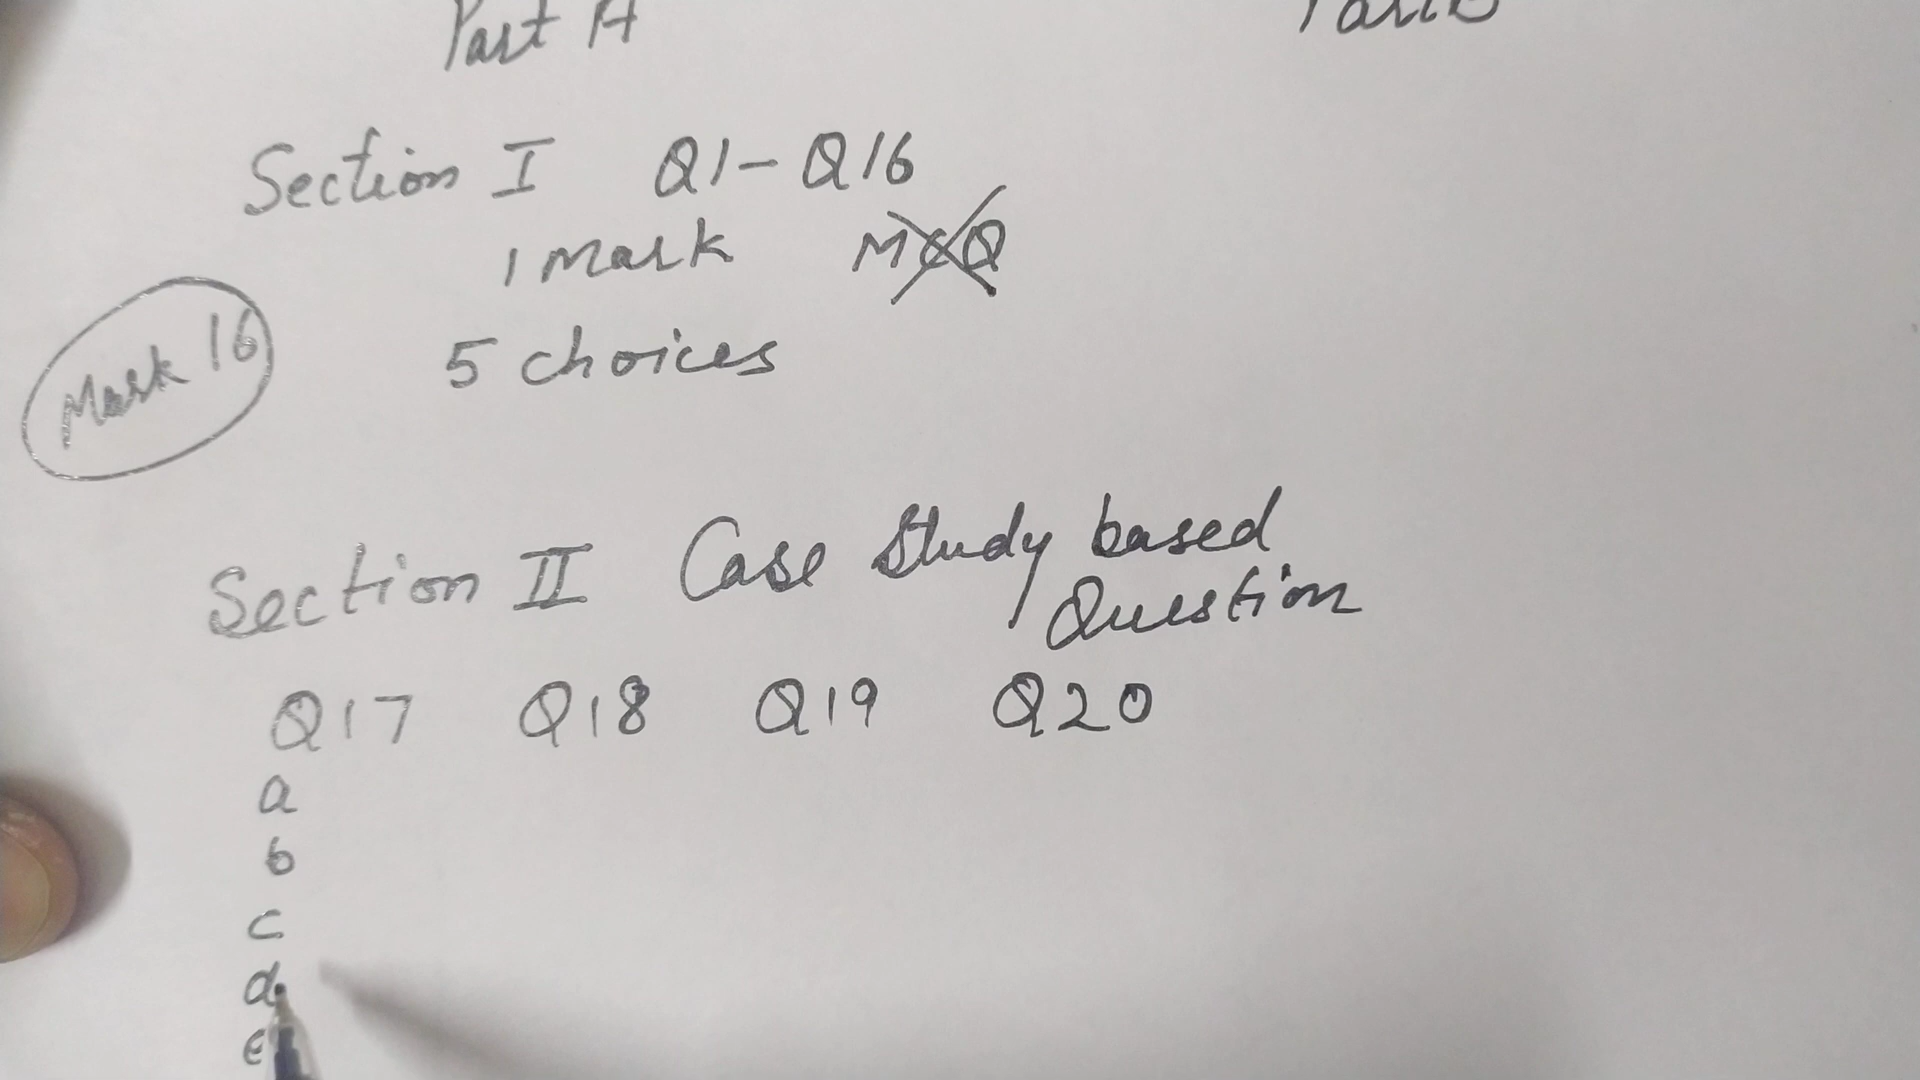 Part A Part B
Section I Q1-Q16
1 Mark MCQ
Mark 16
5 choices
Section II Case Study based
Question
Q17 Q18 Q19 Q20
a
b
c
d
e